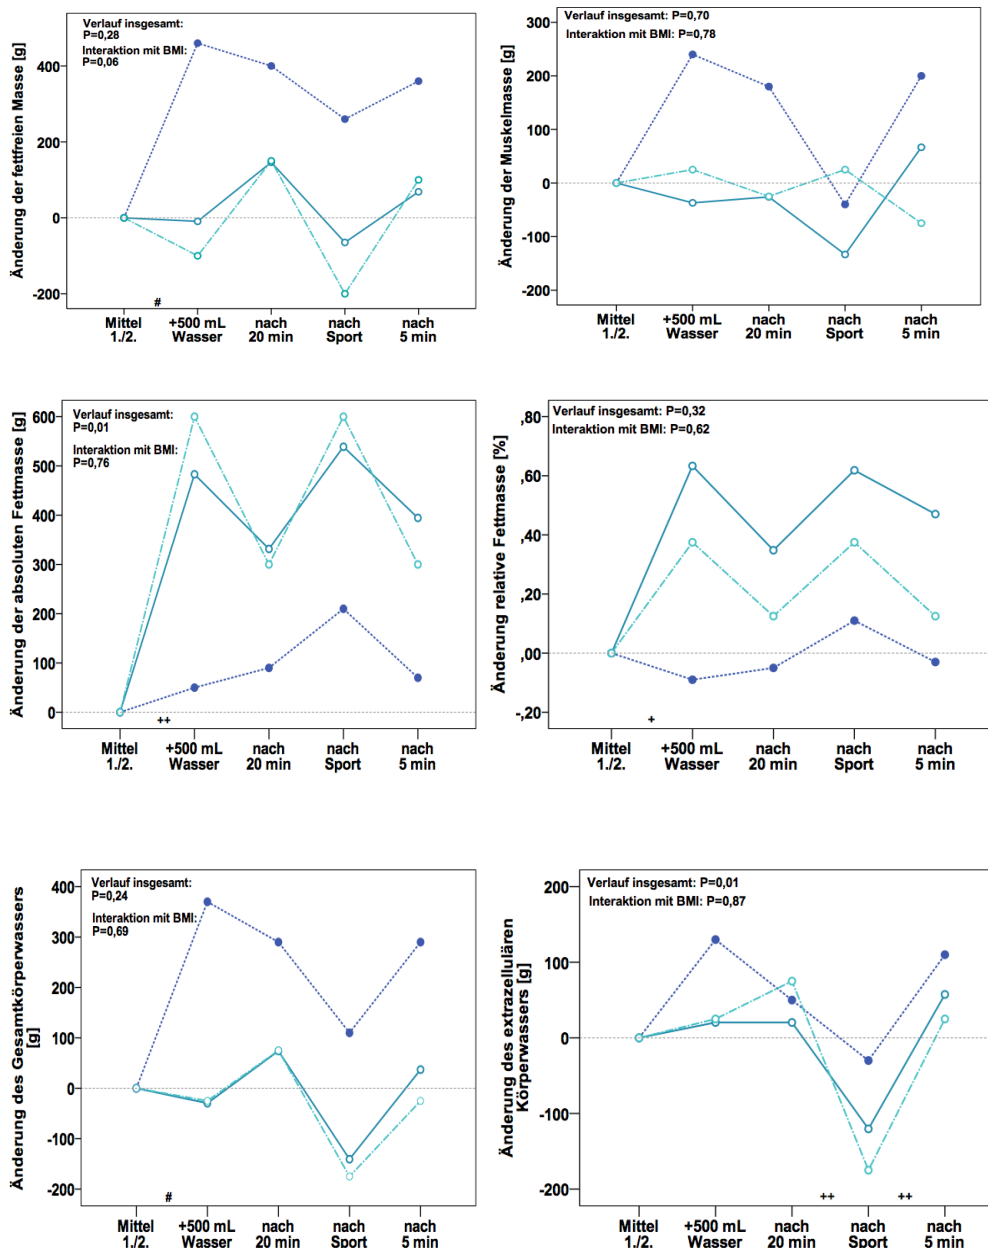 Änderung der fettfreien Masse [g]
Verlauf insgesamt:
P=0,28
Interaktion mit BMI:
P=0,06
400
200
0
-200
#
Mittel 1./2.
+500 mL Wasser
nach 20 min
nach Sport
nach 5 min
Änderung der Muskelmasse [g]
Verlauf insgesamt: P=0,70
Interaktion mit BMI: P=0,78
300
200
100
0
-100
-200
Mittel 1./2.
+500 mL Wasser
nach 20 min
nach Sport
nach 5 min
Änderung der absoluten Fettmasse [g]
Verlauf insgesamt:
P=0,01
Interaktion mit BMI:
P=0,76
600
500
400
300
200
100
0
++
Mittel 1./2.
+500 mL Wasser
nach 20 min
nach Sport
nach 5 min
Änderung relative Fettmasse [%]
Verlauf insgesamt: P=0,32
Interaktion mit BMI: P=0,62
,80
,60
,40
,20
,00
-,20
+
Mittel 1./2.
+500 mL Wasser
nach 20 min
nach Sport
nach 5 min
Änderung des Gesamtkörperwassers
[g]
Verlauf insgesamt:
P=0,24
Interaktion mit BMI:
P=0,69
400
300
200
100
0
-100
-200
#
Mittel 1./2.
+500 mL Wasser
nach 20 min
nach Sport
nach 5 min
Änderung des extrazellulären
Körperwassers [g]
Verlauf insgesamt: P=0,01
Interaktion mit BMI: P=0,87
200
100
0
-100
-200
++
++
Mittel 1./2.
+500 mL Wasser
nach 20 min
nach Sport
nach 5 min